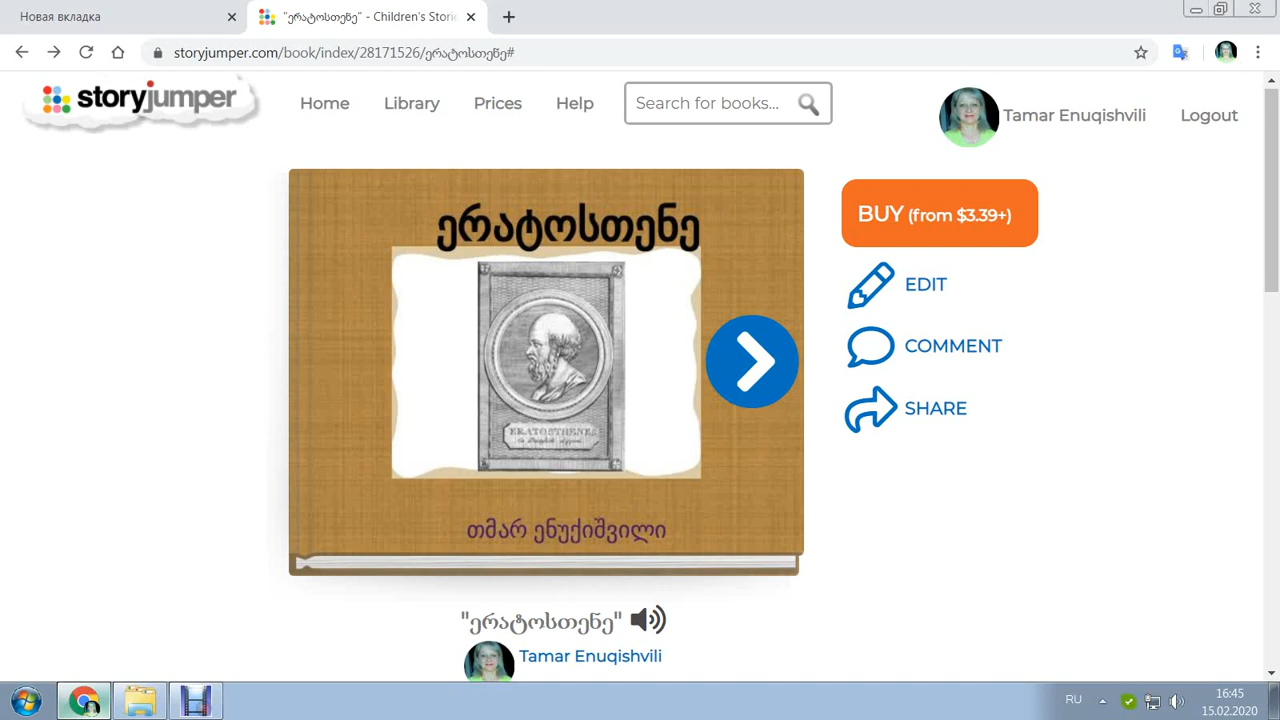 Новая вкладка
"ერატოსთენე" - Children's Storie
storyjumper.com/book/index/28171526/ერატოსთენე#
storyjumper
Home
Library
Prices
Help
Search for books...
Tamar Enuqishvili
Logout
ერატოსთენე
ERATOSTHENES
თმარ ენუქიშვილი
BUY (from $3.39+)
EDIT
COMMENT
SHARE
"ერატოსთენე"
Tamar Enuqishvili
RU
16:45
15.02.2020